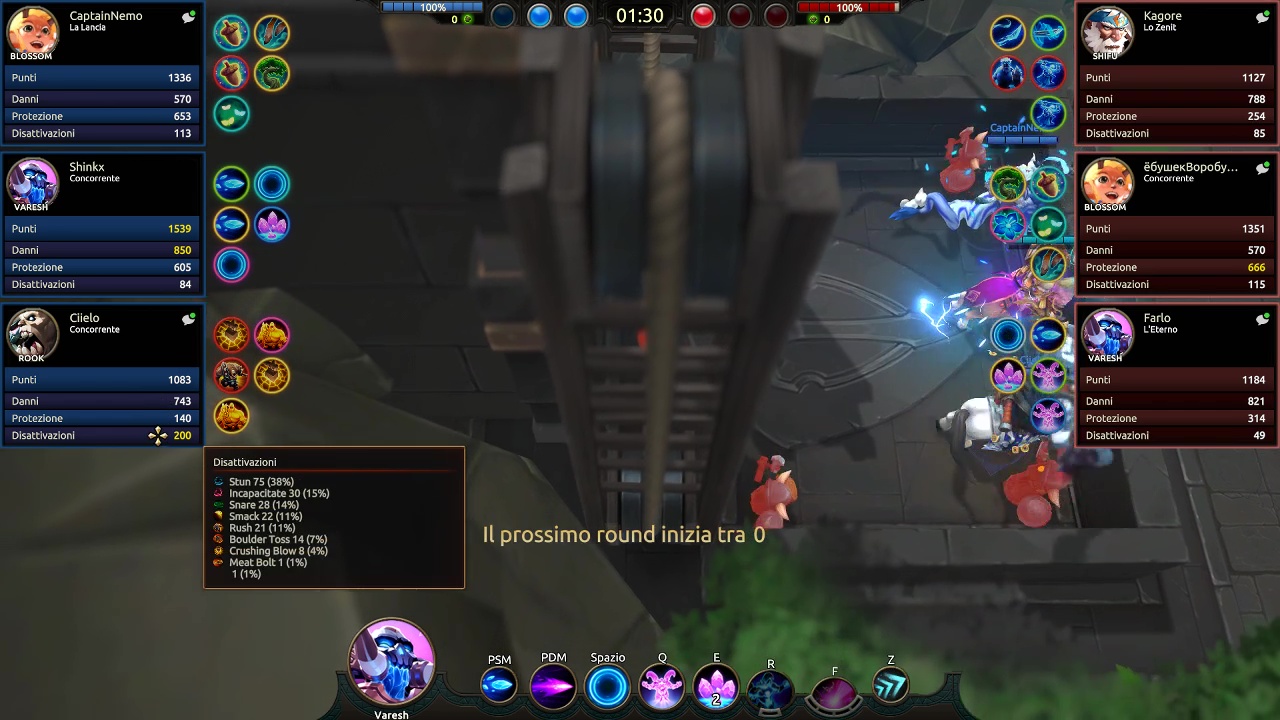 CaptainNemo
La Lancia
BLOSSOM
Punti 1336
Danni 570
Protezione 653
Disattivazioni 113
Shinkx
Concorrente
VARESH
Punti 1539
Danni 850
Protezione 605
Disattivazioni 84
Ciielo
Concorrente
ROOK
Punti 1083
Danni 743
Protezione 140
Disattivazioni 200
Disattivazioni
Stun 75 (38%)
Incapacitate 30 (15%)
Snare 28 (14%)
Smack 22 (11%)
Rush 21 (11%)
Boulder Toss 14 (7%)
Crushing Blow 8 (4%)
Meat Bolt 1 (1%)
1 (1%)
100%
0
01:30
100%
0
Kagore
Lo Zenit
SHIFU
Punti 1127
Danni 788
Protezione 254
Disattivazioni 85
ёбушекВоробу...
Concorrente
BLOSSOM
Punti 1351
Danni 570
Protezione 666
Disattivazioni 115
Farlo
L'Eterno
VARESH
Punti 1184
Danni 821
Protezione 314
Disattivazioni 49
Il prossimo round inizia tra 0
PSM PDM Spazio Q E R F Z
2
Varesh